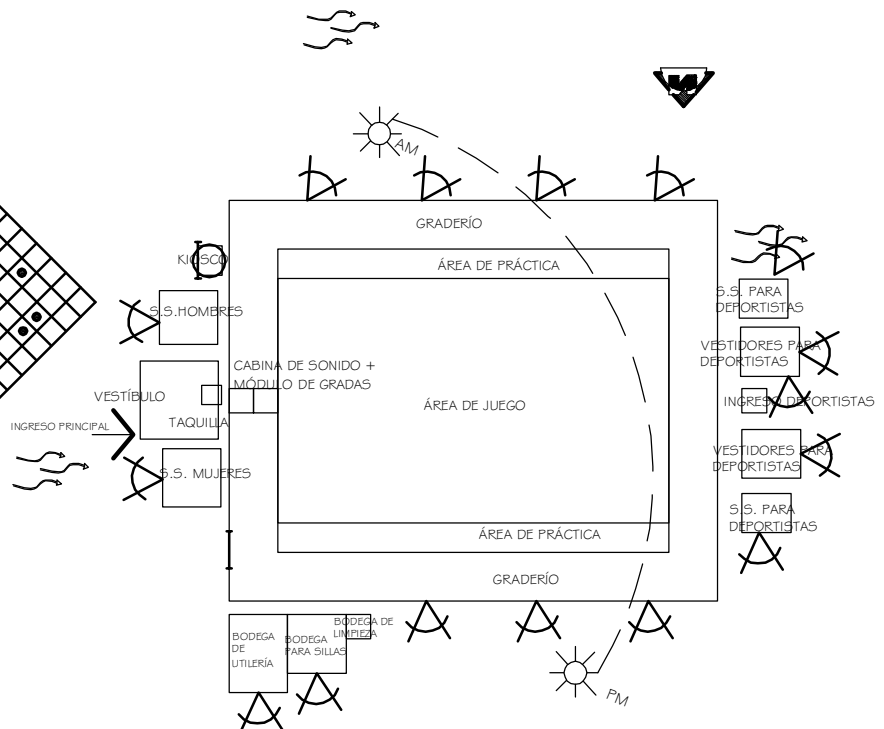 AM
GRADERÍO
KIOSCO
ÁREA DE PRÁCTICA
S.S. PARA
DEPORTISTAS
S.S.HOMBRES
VESTIDORES PARA
DEPORTISTAS
CABINA DE SONIDO +
MÓDULO DE GRADAS
VESTÍBULO
ÁREA DE JUEGO
INGRESO DEPORTISTAS
TAQUILLA
INGRESO PRINCIPAL
VESTIDORES PARA
DEPORTISTAS
S.S. MUJERES
S.S. PARA
DEPORTISTAS
ÁREA DE PRÁCTICA
GRADERÍO
BODEGA DE
LIMPIEZA
BODEGA
DE
UTILERÍA
BODEGA
PARA SILLAS
PM